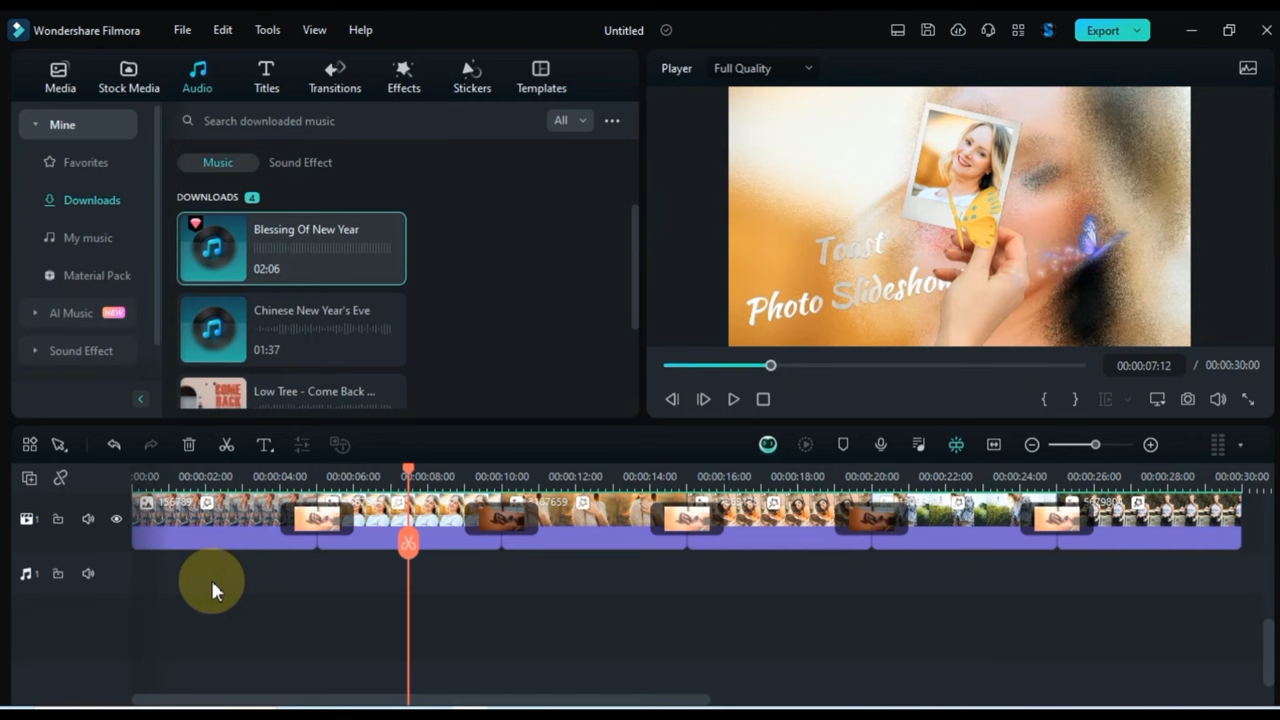 Wondershare Filmora File Edit Tools View Help Untitled Export
Media Stock Media Audio Titles Transitions Effects Stickers Templates
Player Full Quality
Mine
Favorites
Downloads
My music
Material Pack
AI Music NEW
Sound Effect
Search downloaded music All
Music Sound Effect
DOWNLOADS 4
Blessing Of New Year
02:06
Chinese New Year's Eve
01:37
COME
BACK
Low Tree - Come Back ...
Toast
Photo Slideshow
00:00:07:12 / 00:00:30:00
:00:00 00:00:02:00 00:00:04:00 00:00:06:00 00:00:08:00 00:00:10:00 00:00:12:00 00:00:14:00 00:00:16:00 00:00:18:00 00:00:20:00 00:00:22:00 00:00:24:00 00:00:26:00 00:00:28:00 00:00:30:00
156789
1
1